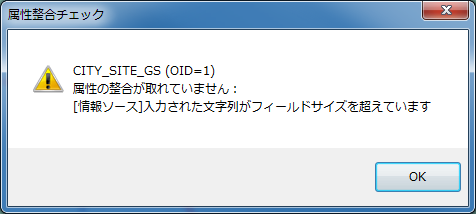 属性整合チェック
CITY_SITE_GS (OID=1)
属性の整合が取れていません：
[情報ソース]入力された文字列がフィールドサイズを超えています
OK